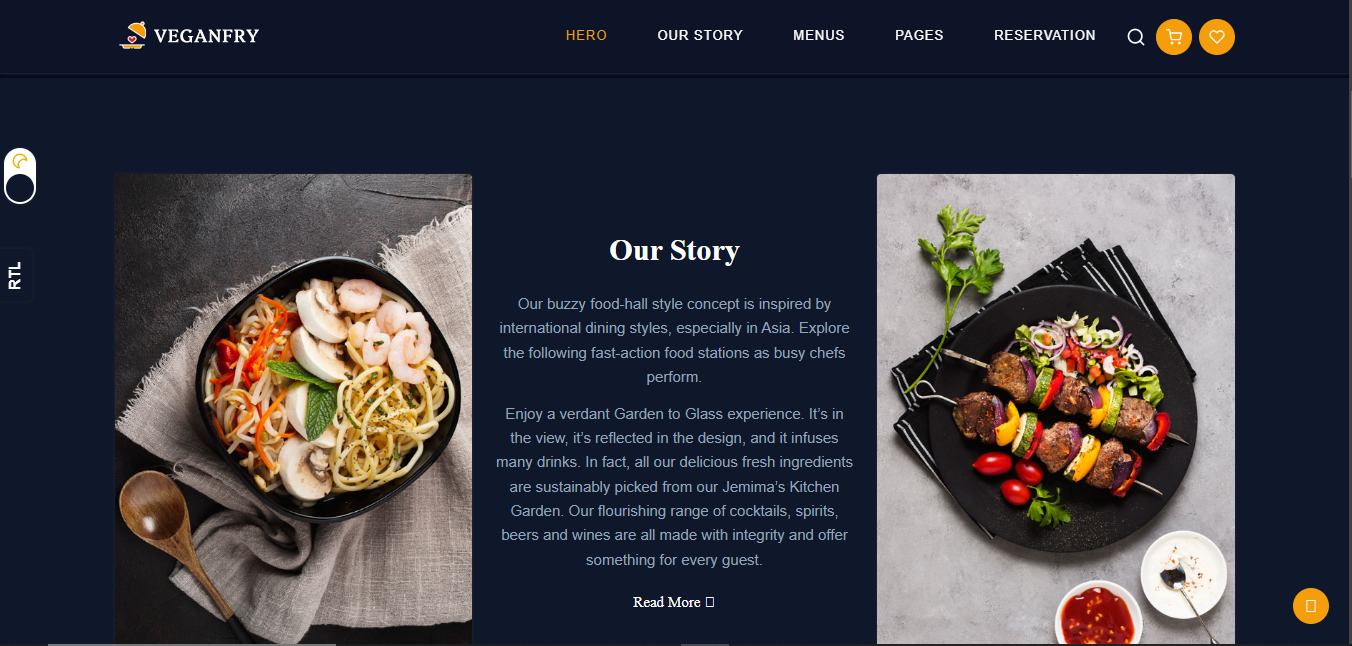 VEGANFRY
HERO
OUR STORY
MENUS
PAGES
RESERVATION
RTL
Our Story
Our buzzy food-hall style concept is inspired by
international dining styles, especially in Asia. Explore
the following fast-action food stations as busy chefs
perform.
Enjoy a verdant Garden to Glass experience. It’s in
the view, it’s reflected in the design, and it infuses
many drinks. In fact, all our delicious fresh ingredients
are sustainably picked from our Jemima’s Kitchen
Garden. Our flourishing range of cocktails, spirits,
beers and wines are all made with integrity and offer
something for every guest.
Read More